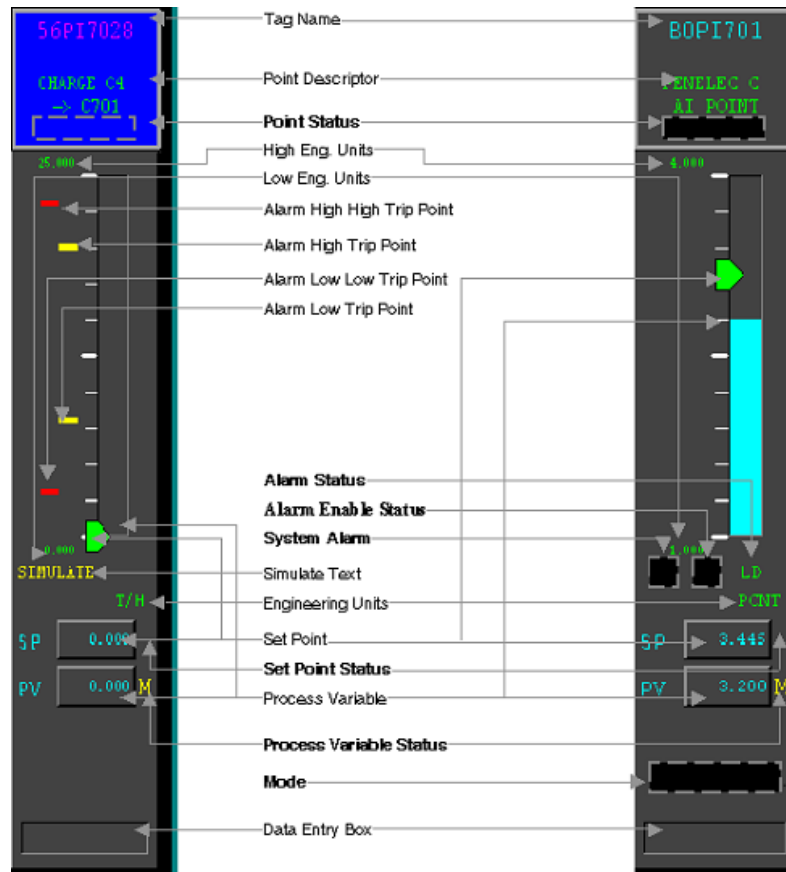 56PI7028
CHARGE C4
-> C701
25.000
0.000
SIMULATE
T/H
SP 0.000
PV 0.000 M
Tag Name
Point Descriptor
Point Status
High Eng. Units
Low Eng. Units
Alarm High High Trip Point
Alarm High Trip Point
Alarm Low Low Trip Point
Alarm Low Trip Point
Alarm Status
Alarm Enable Status
System Alarm
Simulate Text
Engineering Units
Set Point
Set Point Status
Process Variable
Process Variable Status
Mode
Data Entry Box
BOPI701
PENELEC C
AI POINT
4.000
1.000
LD
PCNT
SP 3.445
PV 3.200 M